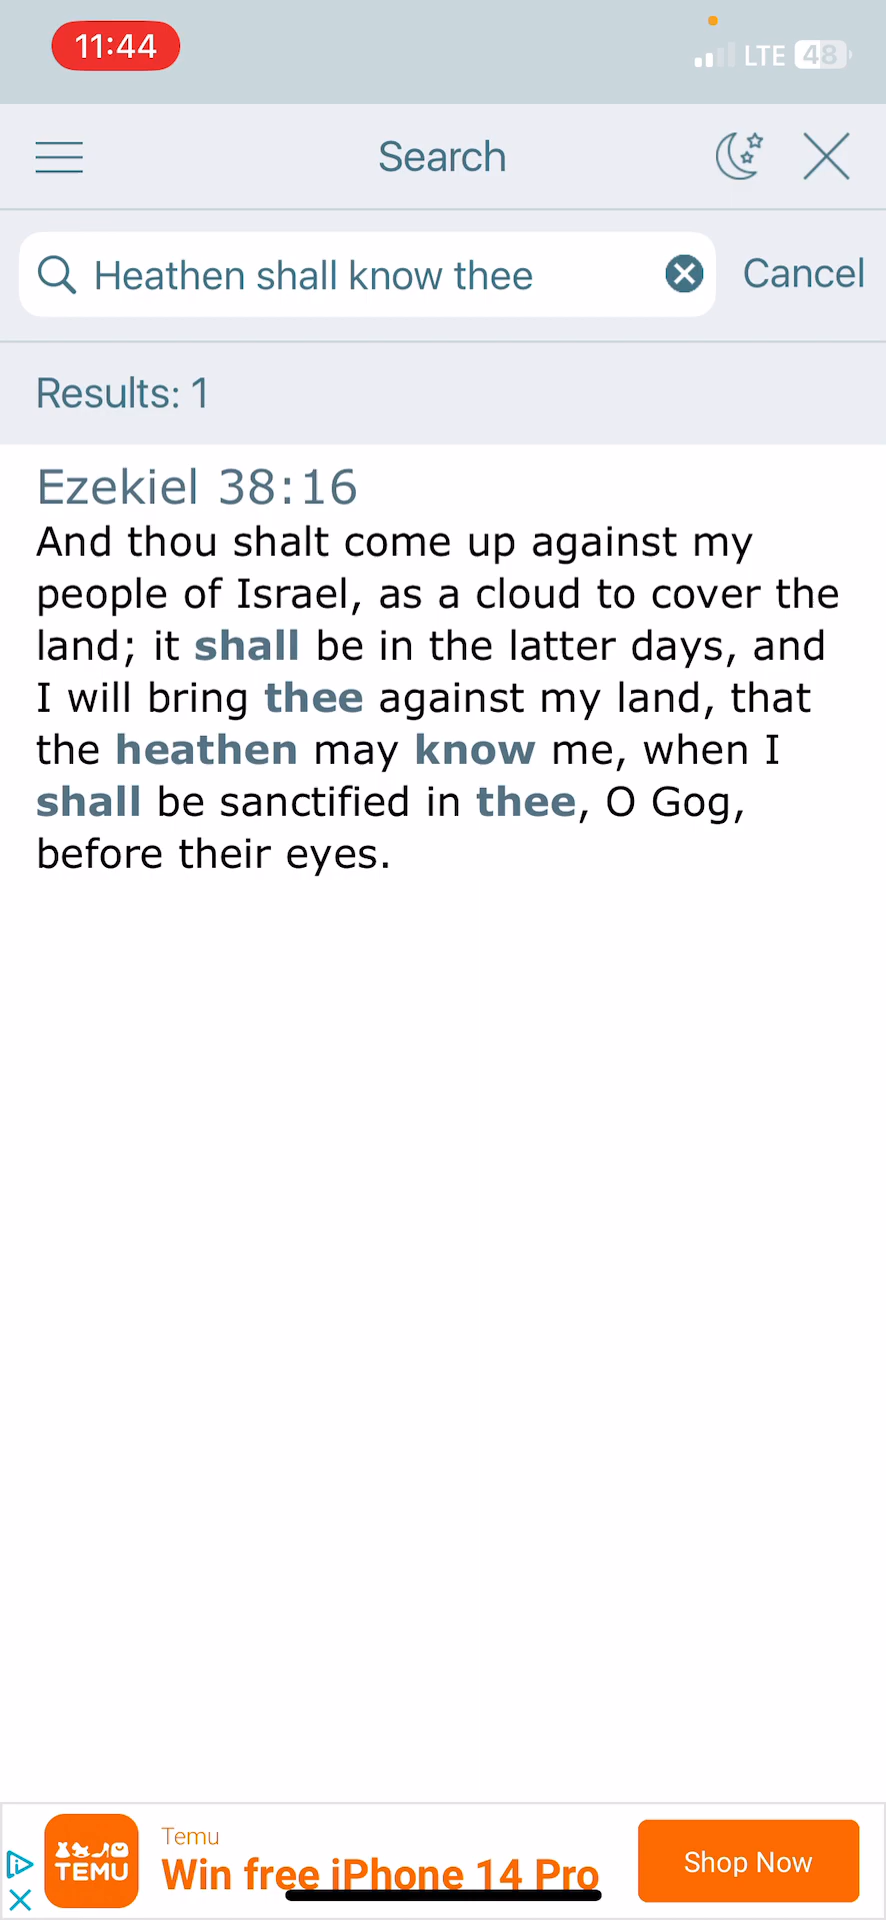 11:44
LTE 48
Search
Heathen shall know thee
Cancel
Results: 1
Ezekiel 38:16
And thou shalt come up against my
people of Israel, as a cloud to cover the
land; it shall be in the latter days, and
I will bring thee against my land, that
the heathen may know me, when I
shall be sanctified in thee, O Gog,
before their eyes.
TEMU
Temu
Win free iPhone 14 Pro
Shop Now